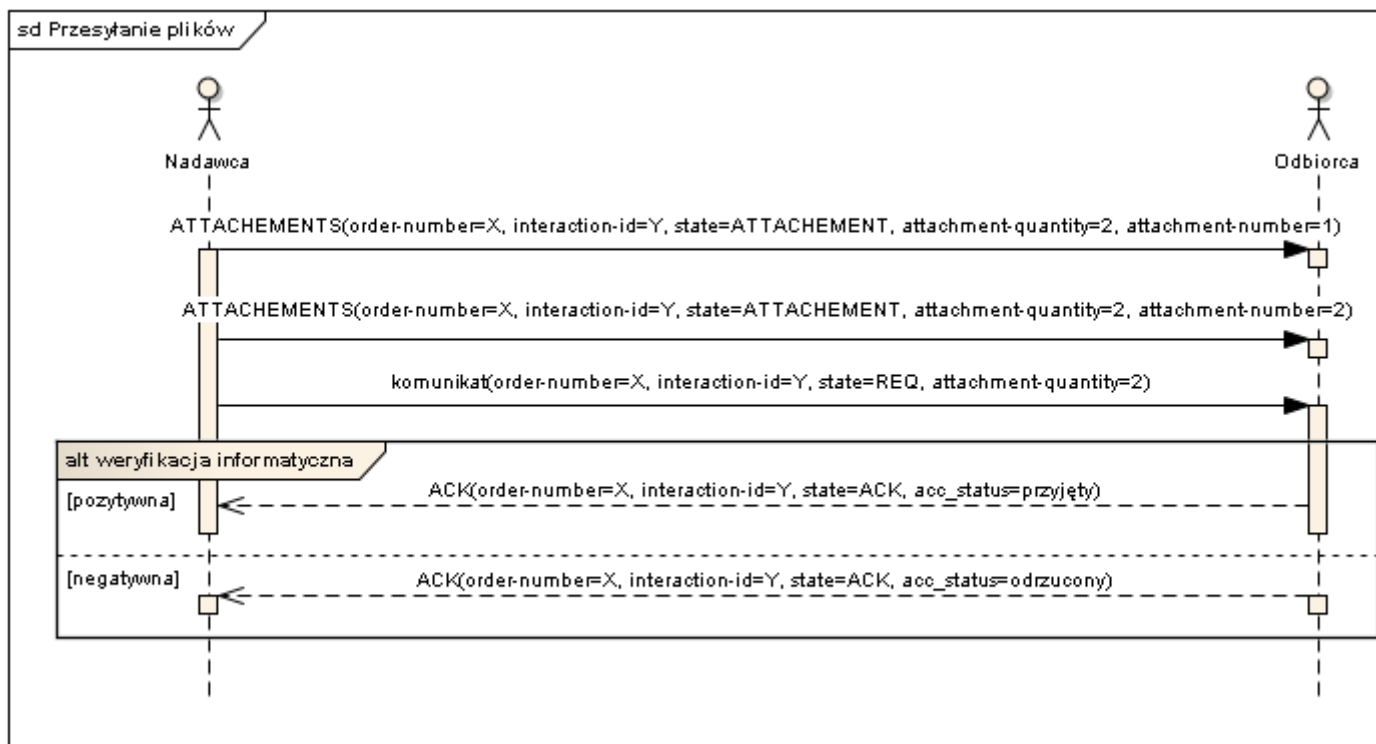 sd Przesyłanie plików
Nadawca
Odbiorca
ATTACHEMENTS(order-number=X, interaction-id=Y, state=ATTACHEMENT, attachment-quantity=2, attachment-number=1)
ATTACHEMENTS(order-number=X, interaction-id=Y, state=ATTACHEMENT, attachment-quantity=2, attachment-number=2)
komunikat(order-number=X, interaction-id=Y, state=REQ, attachment-quantity=2)
alt weryfikacja informatyczna
[pozytywna]
ACK(order-number=X, interaction-id=Y, state=ACK, acc_status=przyjęty)
[negatywna]
ACK(order-number=X, interaction-id=Y, state=ACK, acc_status=odrzucony)